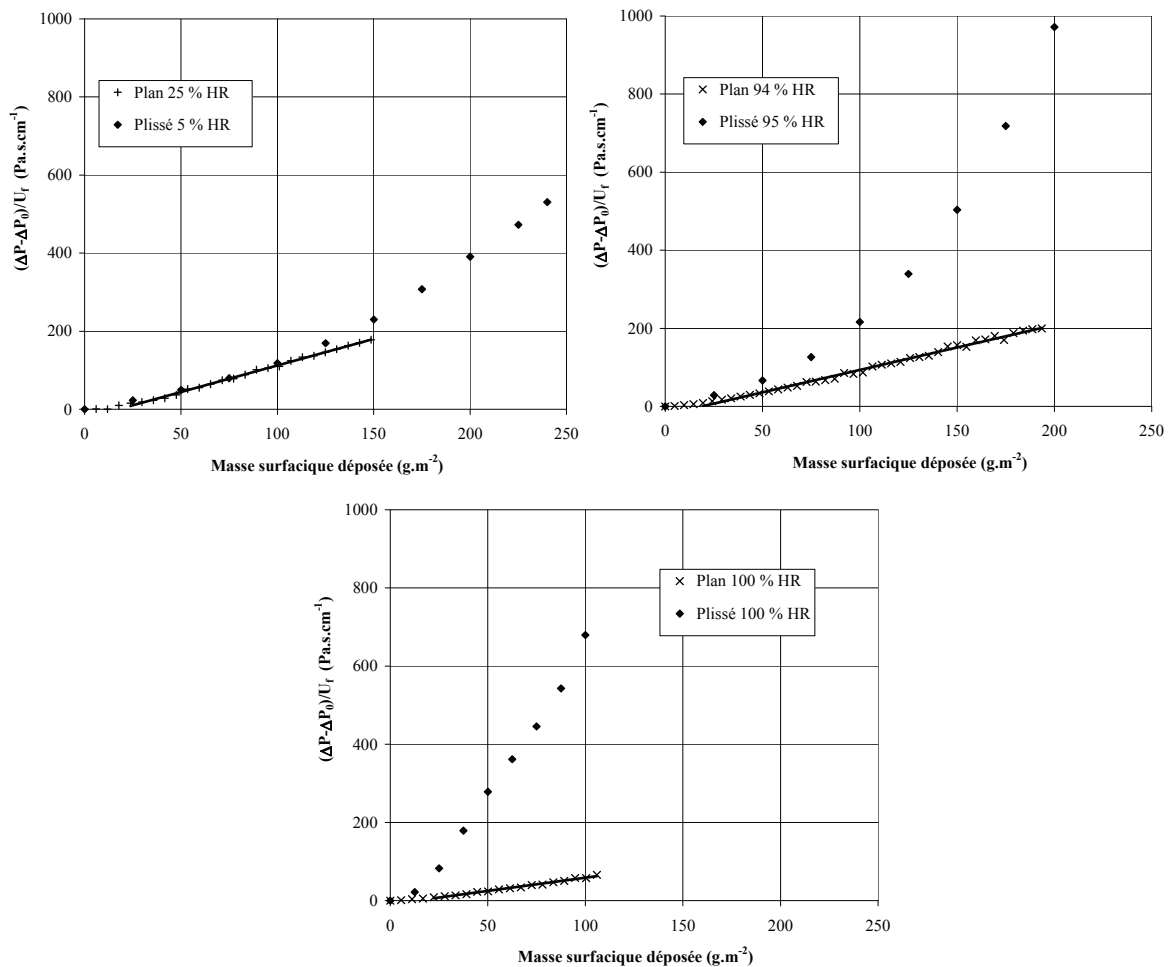 1000
800
600
400
200
0
(ΔP-ΔP₀)/U_f (Pa.s.cm⁻¹)
+ Plan 25 % HR
◆ Plissé 5 % HR
0 50 100 150 200 250
Masse surfacique déposée (g.m⁻²)
1000
800
600
400
200
0
(ΔP-ΔP₀)/U_f (Pa.s.cm⁻¹)
× Plan 94 % HR
◆ Plissé 95 % HR
0 50 100 150 200 250
Masse surfacique déposée (g.m⁻²)
1000
800
600
400
200
0
(ΔP-ΔP₀)/U_f (Pa.s.cm⁻¹)
× Plan 100 % HR
◆ Plissé 100 % HR
0 50 100 150 200 250
Masse surfacique déposée (g.m⁻²)